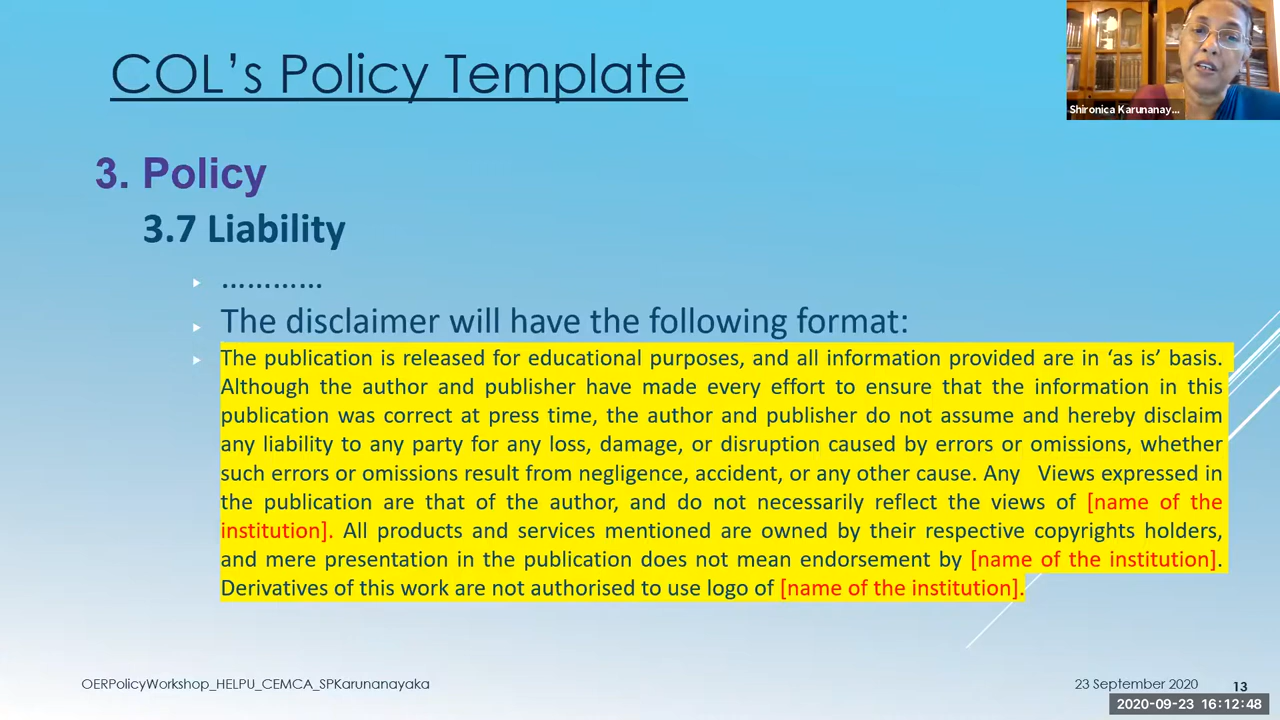 COL's Policy Template
Shironica Karunanay...
3. Policy
3.7 Liability
............
The disclaimer will have the following format:
The publication is released for educational purposes, and all information provided are in ‘as is’ basis.
Although the author and publisher have made every effort to ensure that the information in this
publication was correct at press time, the author and publisher do not assume and hereby disclaim
any liability to any party for any loss, damage, or disruption caused by errors or omissions, whether
such errors or omissions result from negligence, accident, or any other cause. Any Views expressed in
the publication are that of the author, and do not necessarily reflect the views of [name of the
institution]. All products and services mentioned are owned by their respective copyrights holders,
and mere presentation in the publication does not mean endorsement by [name of the institution].
Derivatives of this work are not authorised to use logo of [name of the institution].
OERPolicyWorkshop_HELPU_CEMCA_SPKarunanayaka
23 September 2020
13
2020-09-23 16:12:48